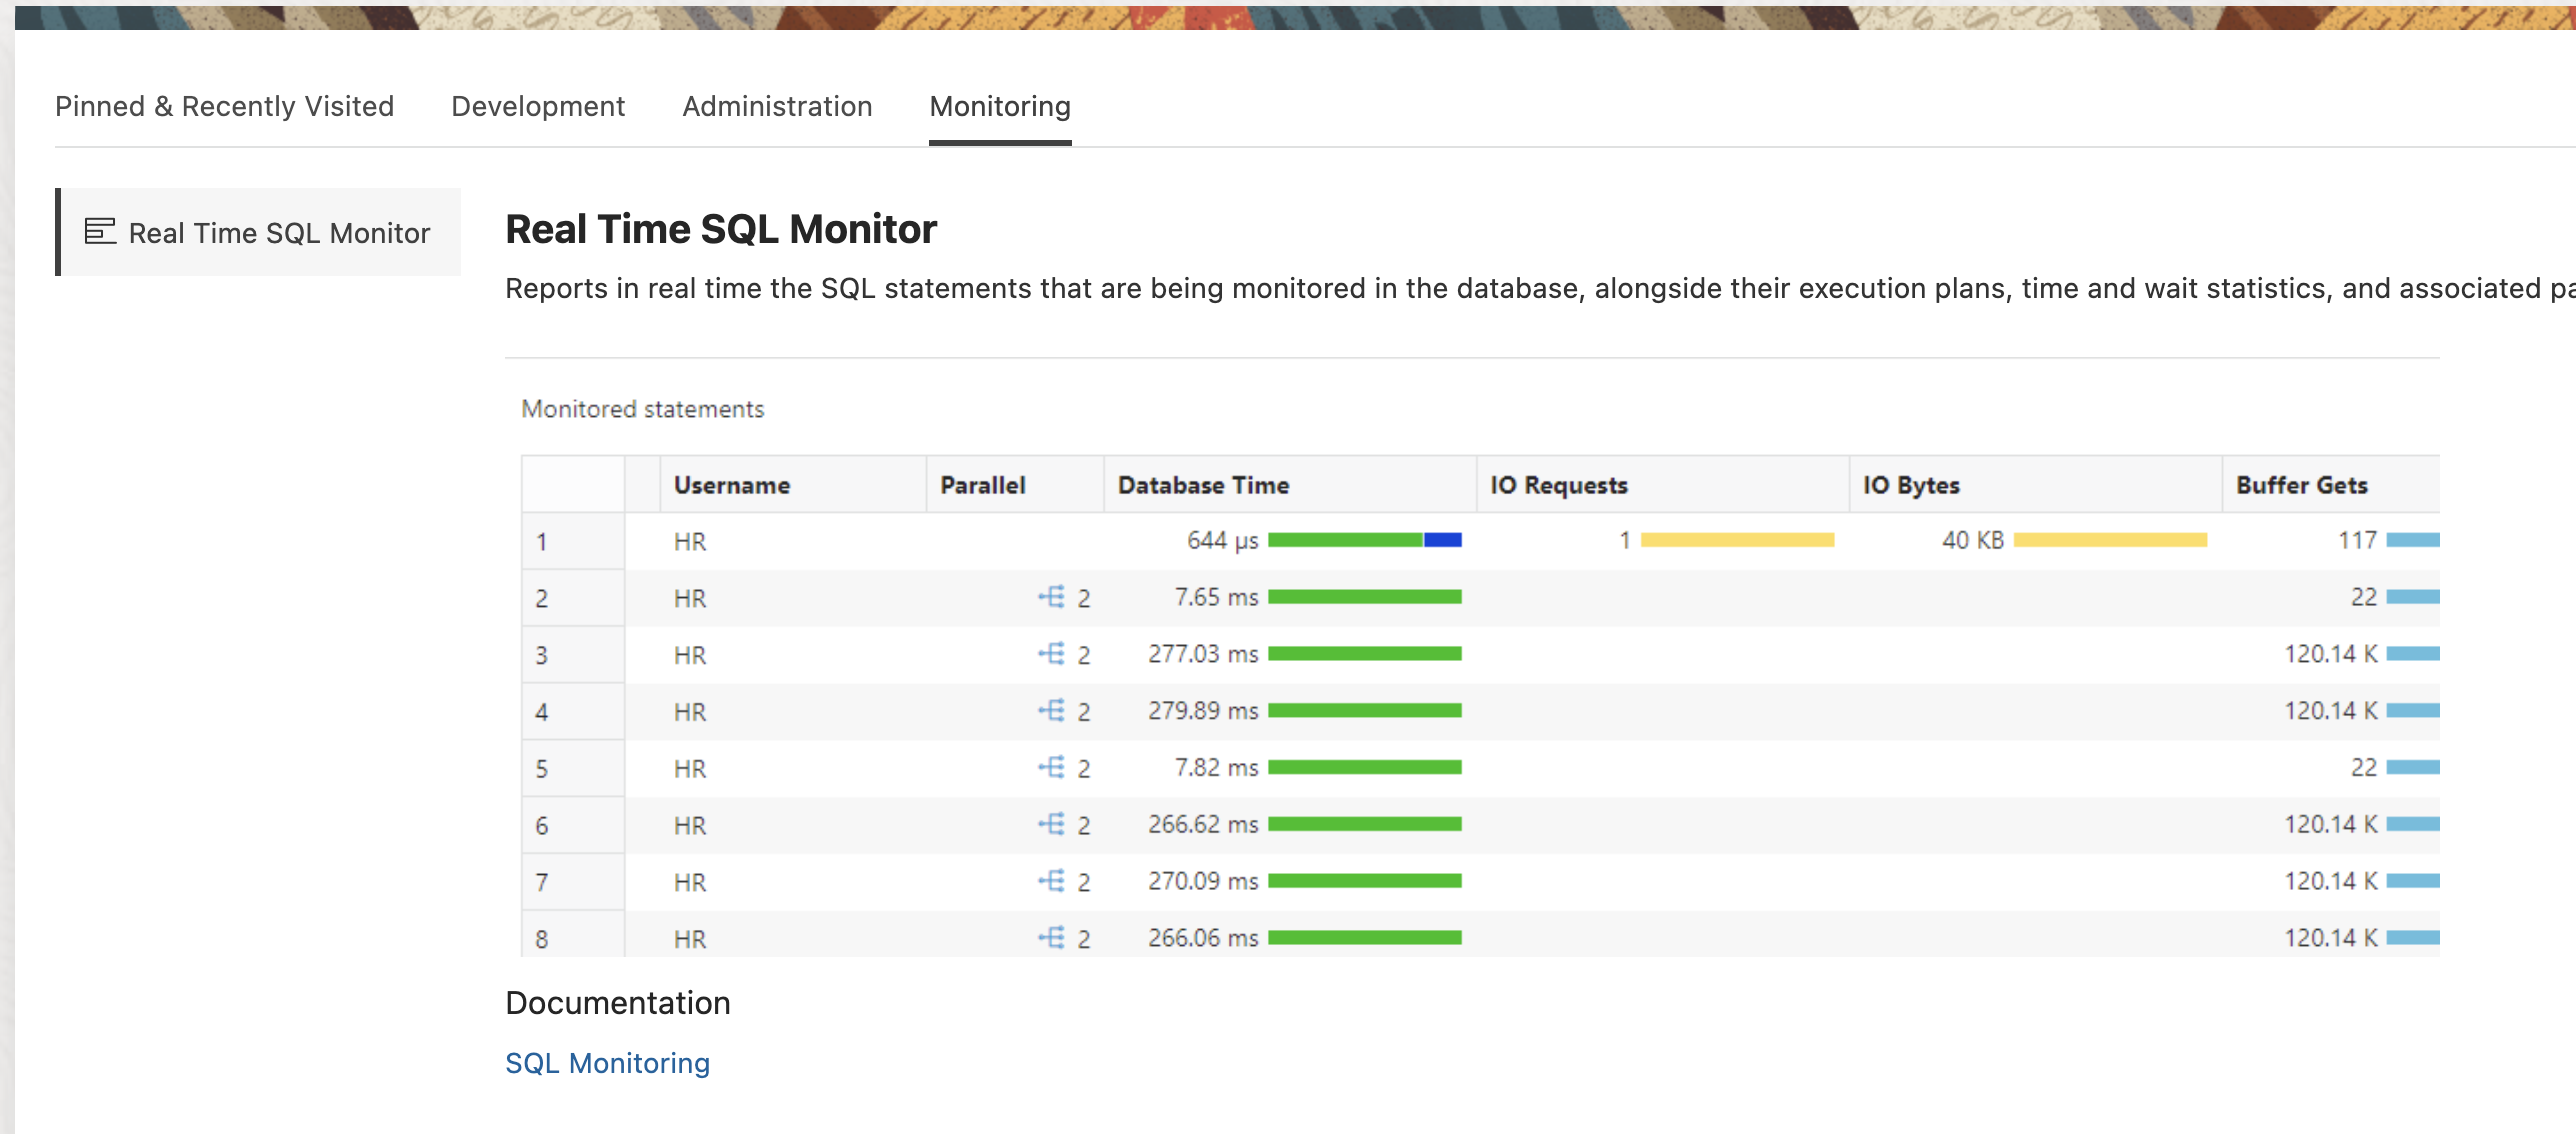 Pinned & Recently Visited Development Administration Monitoring
Real Time SQL Monitor
Real Time SQL Monitor
Reports in real time the SQL statements that are being monitored in the database, alongside their execution plans, time and wait statistics, and associated
Monitored statements
Username Parallel Database Time IO Requests IO Bytes Buffer Gets
1 HR 644 µs 1 40 KB 117
2 HR 2 7.65 ms 22
3 HR 2 277.03 ms 120.14 K
4 HR 2 279.89 ms 120.14 K
5 HR 2 7.82 ms 22
6 HR 2 266.62 ms 120.14 K
7 HR 2 270.09 ms 120.14 K
8 HR 2 266.06 ms 120.14 K
Documentation
SQL Monitoring